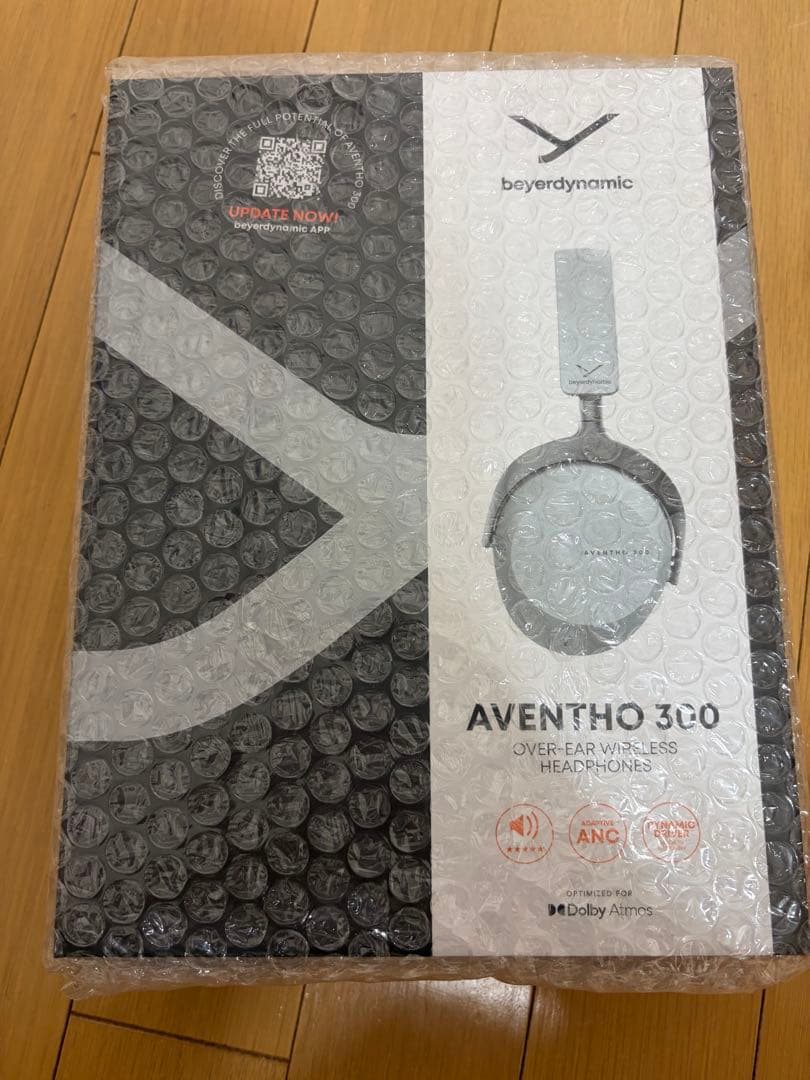 DISCOVER THE FULL POTENTIAL OF AVENTHO 300
UPDATE NOW!
beyerdynamic APP
beyerdynamic
beyerdynamic
AVENTHO 300
AVENTHO 300
OVER-EAR WIRELESS
HEADPHONES
ADAPTIVE
ANC
DYNAMIC
DRIVER
OPTIMIZED FOR
Dolby Atmos